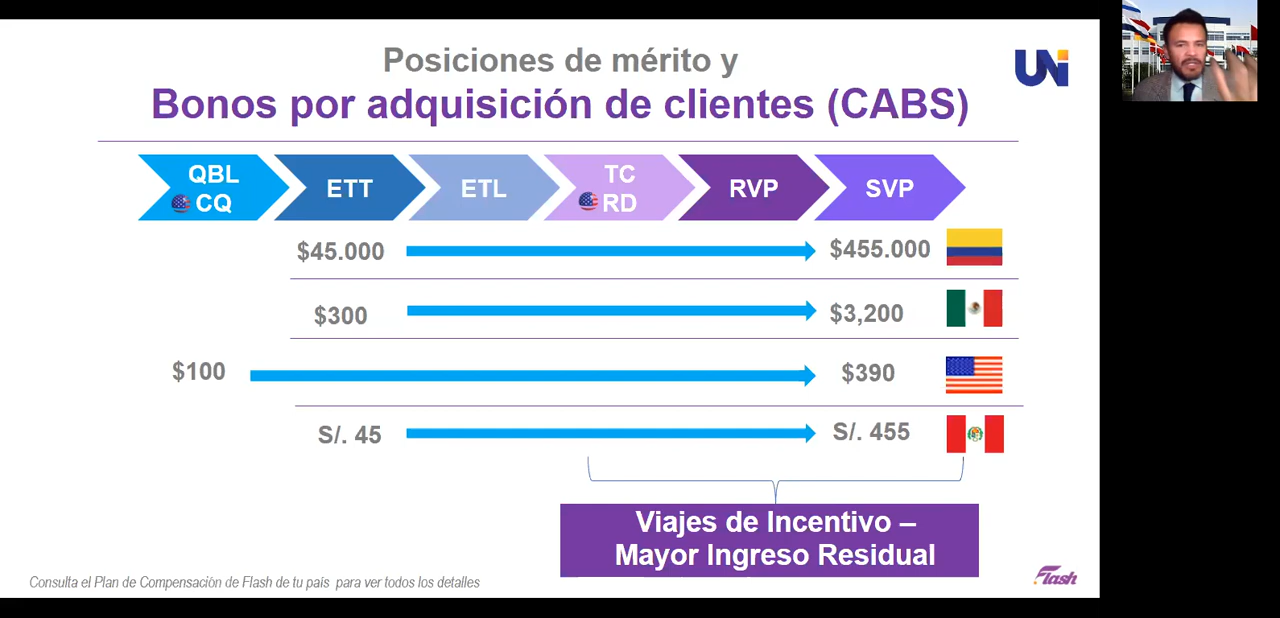 Posiciones de mérito y
Bonos por adquisición de clientes (CABS)
UNi
QBL
CQ
ETT
ETL
TC
RD
RVP
SVP
$45.000
$455.000
$300
$3,200
$100
$390
S/. 45
S/. 455
Viajes de Incentivo –
Mayor Ingreso Residual
Consulta el Plan de Compensación de Flash de tu país para ver todos los detalles
Flash